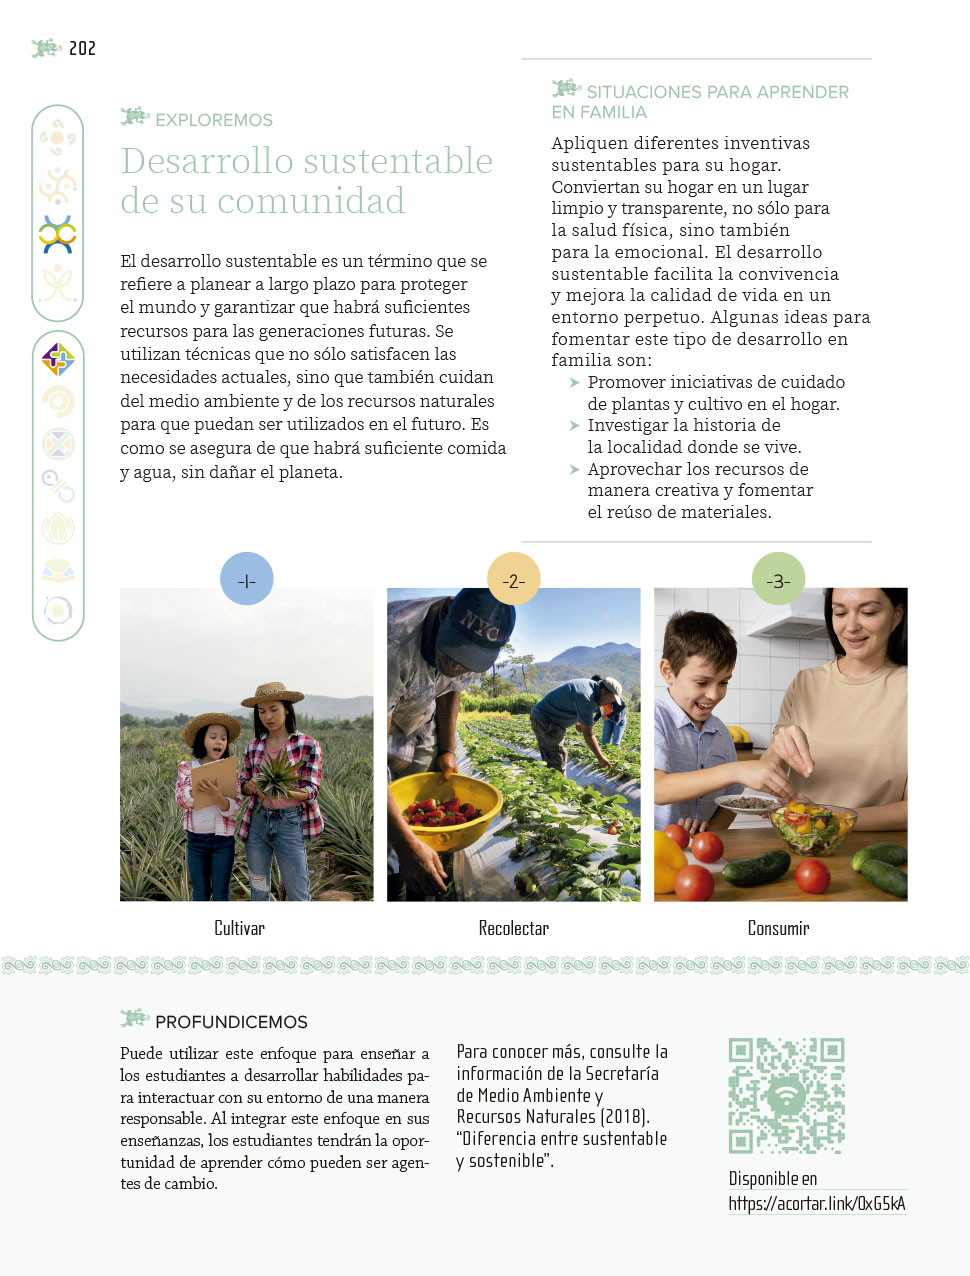 202
EXPLOREMOS
Desarrollo sustentable
de su comunidad
El desarrollo sustentable es un término que se
refiere a planear a largo plazo para proteger
el mundo y garantizar que habrá suficientes
recursos para las generaciones futuras. Se
utilizan técnicas que no sólo satisfacen las
necesidades actuales, sino que también cuidan
del medio ambiente y de los recursos naturales
para que puedan ser utilizados en el futuro. Es
como se asegura de que habrá suficiente comida
y agua, sin dañar el planeta.
SITUACIONES PARA APRENDER
EN FAMILIA
Apliquen diferentes inventivas
sustentables para su hogar.
Conviertan su hogar en un lugar
limpio y transparente, no sólo para
la salud física, sino también
para la emocional. El desarrollo
sustentable facilita la convivencia
y mejora la calidad de vida en un
entorno perpetuo. Algunas ideas para
fomentar este tipo de desarrollo en
familia son:
➤ Promover iniciativas de cuidado
de plantas y cultivo en el hogar.
➤ Investigar la historia de
la localidad donde se vive.
➤ Aprovechar los recursos de
manera creativa y fomentar
el reúso de materiales.
-1-
-2-
-3-
NYC
Cultivar
Recolectar
Consumir
PROFUNDICEMOS
Puede utilizar este enfoque para enseñar a
los estudiantes a desarrollar habilidades pa-
ra interactuar con su entorno de una manera
responsable. Al integrar este enfoque en sus
enseñanzas, los estudiantes tendrán la opor-
tunidad de aprender cómo pueden ser agen-
tes de cambio.
Para conocer más, consulte la
información de la Secretaría
de Medio Ambiente y
Recursos Naturales (2018).
“Diferencia entre sustentable
y sostenible”.
Disponible en
https://acortar.link/0xG5kA